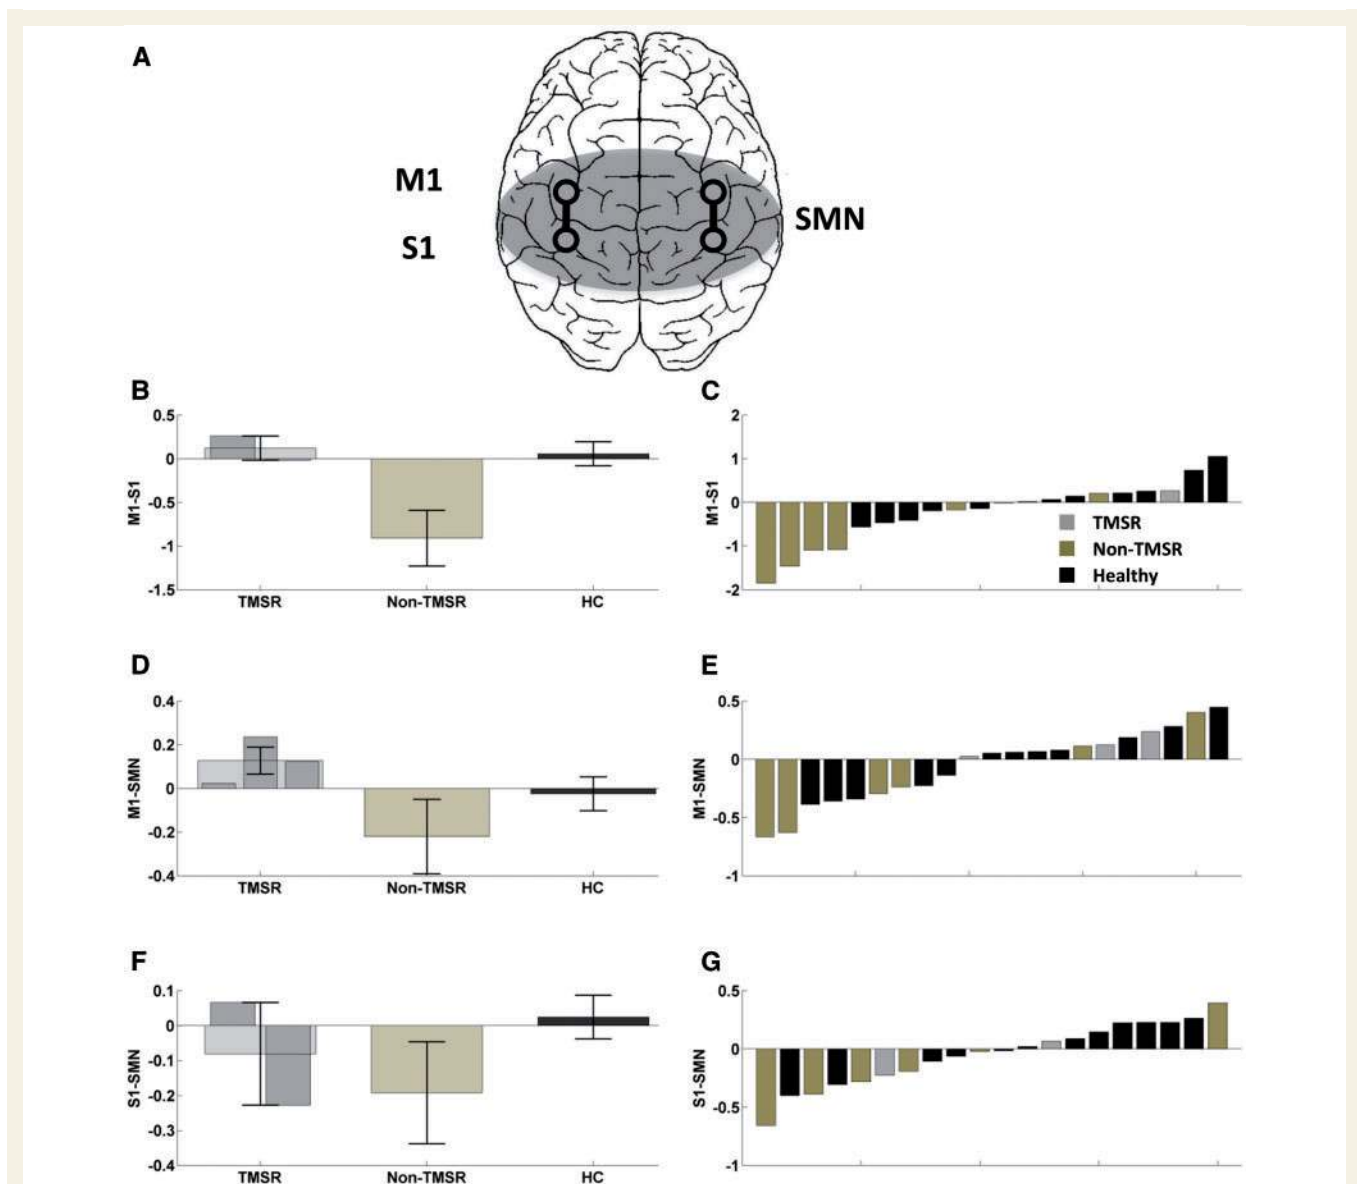 A
M1
S1
SMN
B
0.5
0
-0.5
-1
-1.5
M1-S1
TMSR Non-TMSR HC
C
2
1
0
-1
-2
M1-S1
TMSR
Non-TMSR
Healthy
D
0.4
0.2
0
-0.2
-0.4
M1-SMN
TMSR Non-TMSR HC
E
0.5
0
-0.5
-1
M1-SMN
F
0.1
0
-0.1
-0.2
-0.3
-0.4
S1-SMN
TMSR Non-TMSR HC
G
0.5
0
-0.5
-1
S1-SMN